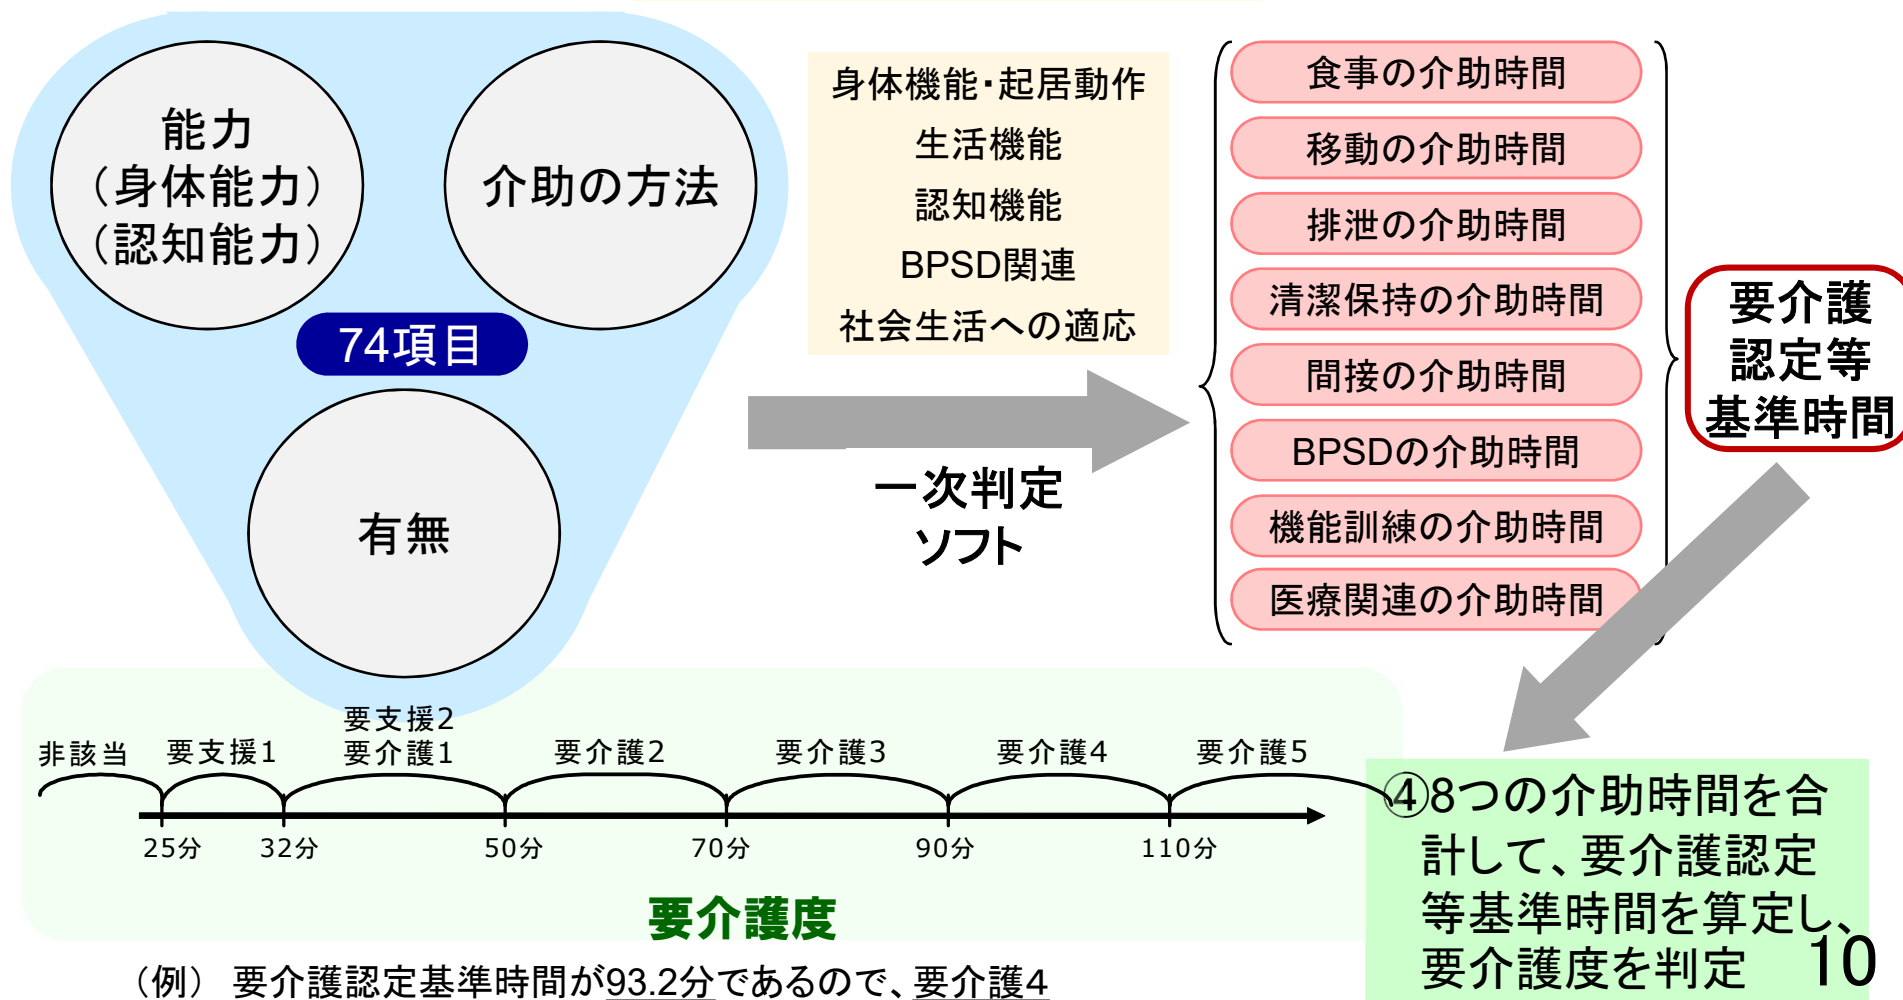 能力
（身体能力）
（認知能力）
介助の方法
74項目
有無
身体機能・起居動作
生活機能
認知機能
BPSD関連
社会生活への適応
一次判定
ソフト
食事の介助時間
移動の介助時間
排泄の介助時間
清潔保持の介助時間
間接の介助時間
BPSDの介助時間
機能訓練の介助時間
医療関連の介助時間
要介護
認定等
基準時間
非該当
要支援1
要支援2
要介護1
要介護2
要介護3
要介護4
要介護5
25分
32分
50分
70分
90分
110分
要介護度
④8つの介助時間を合
計して、要介護認定
等基準時間を算定し、
要介護度を判定
（例） 要介護認定基準時間が93.2分であるので、要介護4
10